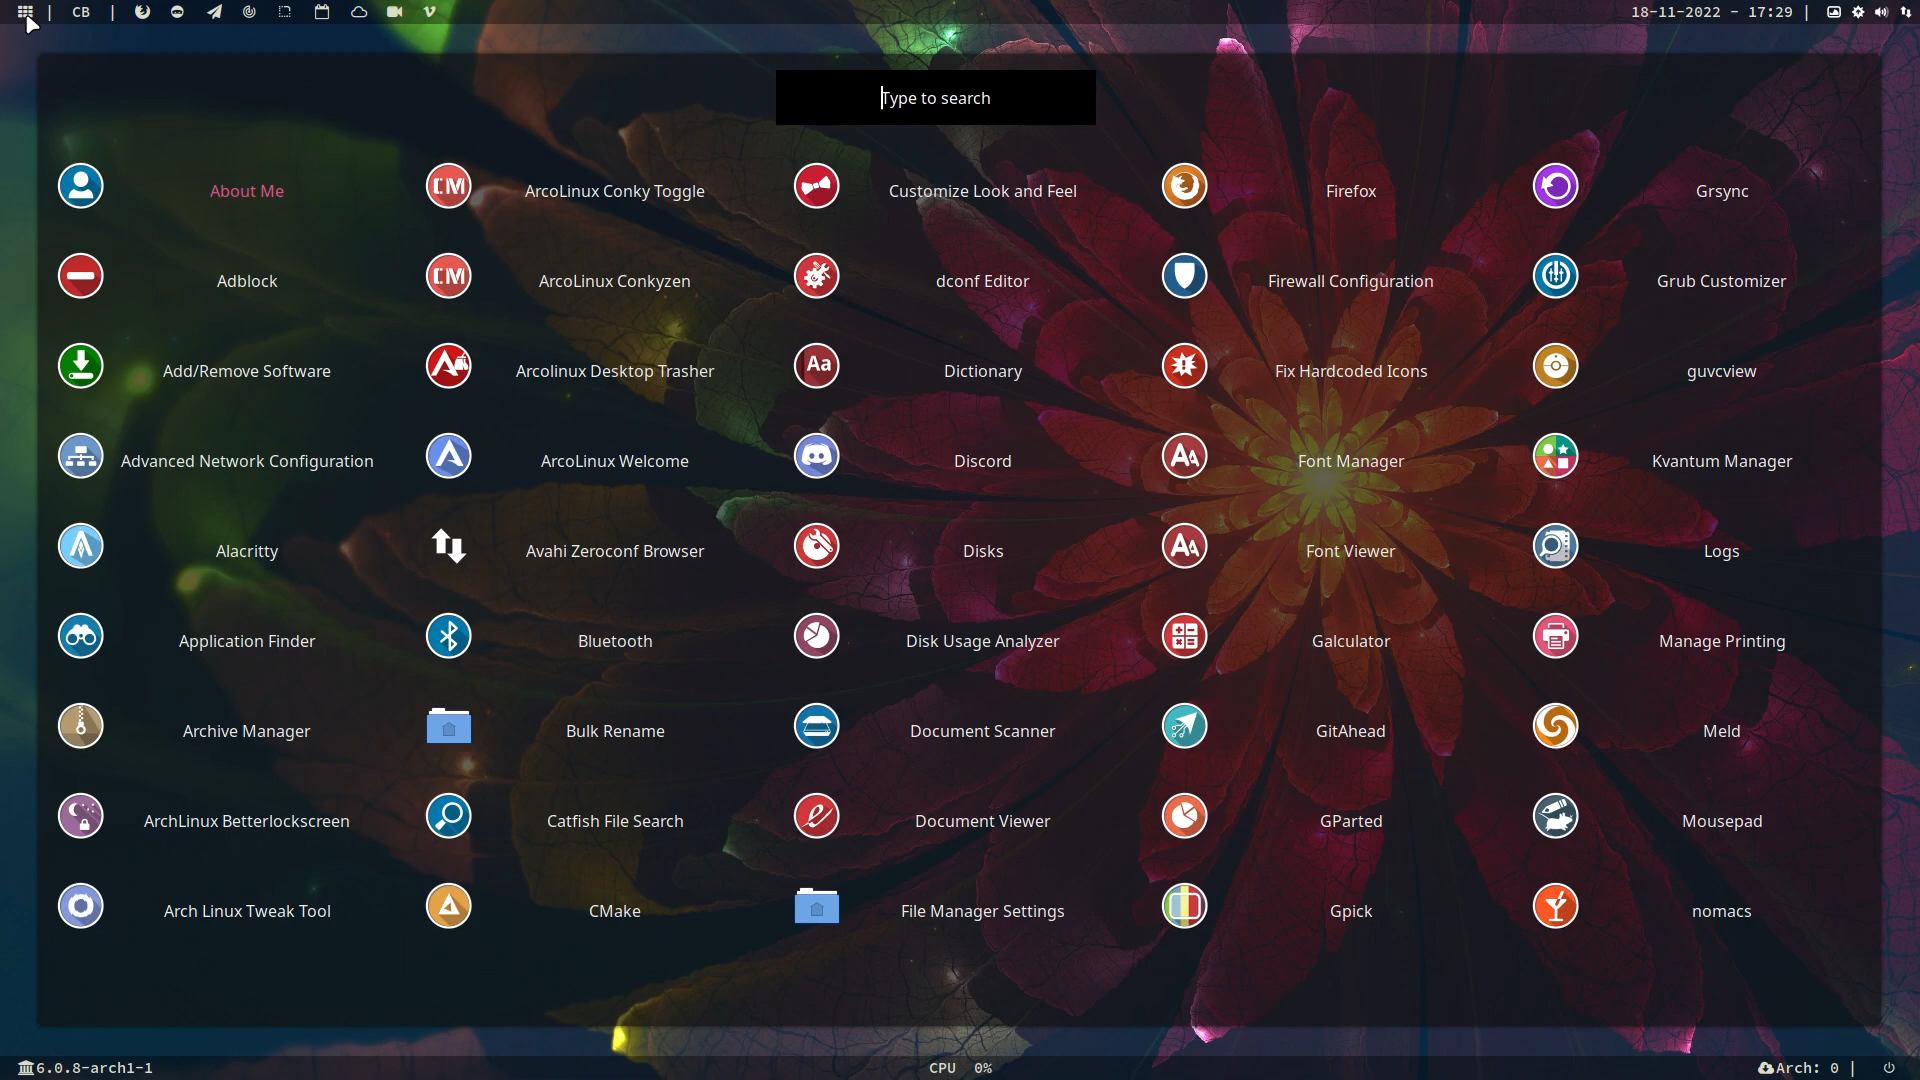 | CB | 18-11-2022 - 17:29 |
Type to search
About Me
ArcoLinux Conky Toggle
Customize Look and Feel
Firefox
Grsync
Adblock
ArcoLinux Conkyzen
dconf Editor
Firewall Configuration
Grub Customizer
Add/Remove Software
Arcolinux Desktop Trasher
Dictionary
Fix Hardcoded Icons
guvcview
Advanced Network Configuration
ArcoLinux Welcome
Discord
Font Manager
Kvantum Manager
Alacritty
Avahi Zeroconf Browser
Disks
Font Viewer
Logs
Application Finder
Bluetooth
Disk Usage Analyzer
Galculator
Manage Printing
Archive Manager
Bulk Rename
Document Scanner
GitAhead
Meld
ArchLinux Betterlockscreen
Catfish File Search
Document Viewer
GParted
Mousepad
Arch Linux Tweak Tool
CMake
File Manager Settings
Gpick
nomacs
6.0.8-arch1-1
CPU 0%
Arch: 0 |